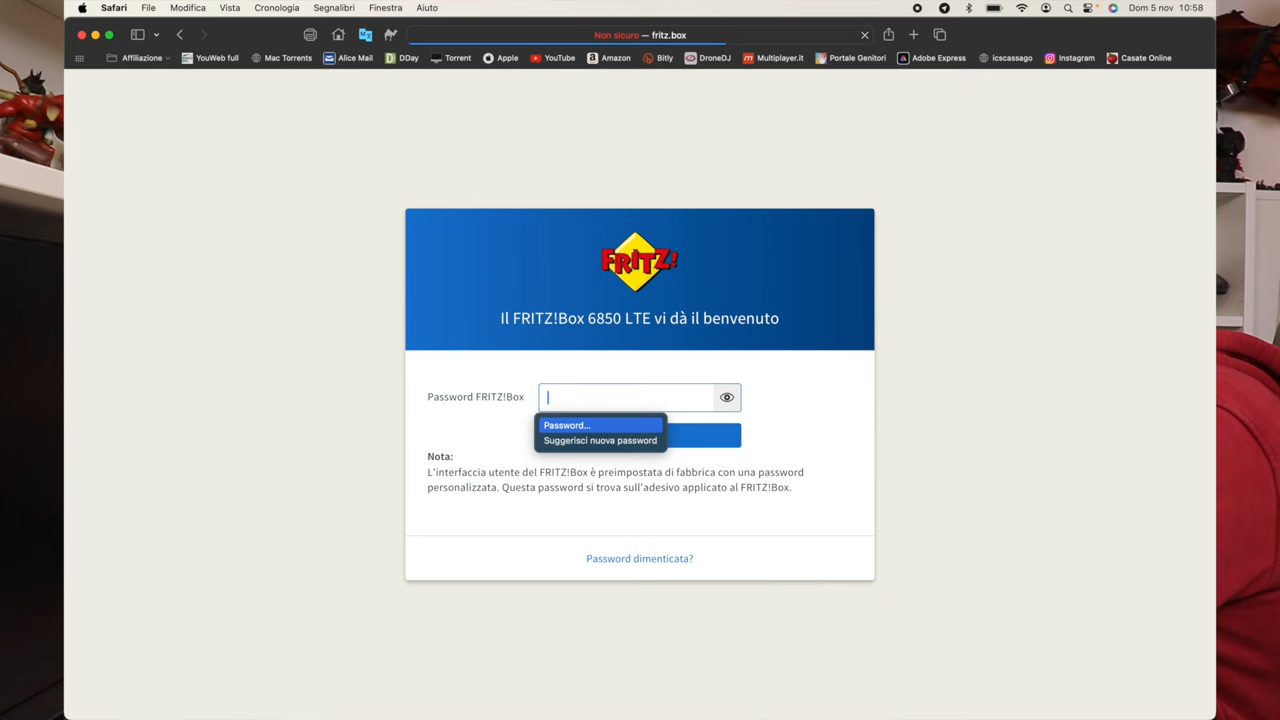 Safari File Modifica Vista Cronologia Segnalibri Finestra Aiuto Dom 5 nov 10:58
Non sicuro — fritz.box
Affiliazione YouWeb full Mac Torrents Alice Mail DDay Torrent Apple YouTube Amazon Bitly DroneDJ Multiplayer.it Portale Genitori Adobe Express icscassago Instagram Casate Online
FRITZ!
Il FRITZ!Box 6850 LTE vi dà il benvenuto
Password FRITZ!Box
Password...
Suggerisci nuova password
Nota:
L'interfaccia utente del FRITZ!Box è preimpostata di fabbrica con una password
personalizzata. Questa password si trova sull'adesivo applicato al FRITZ!Box.
Password dimenticata?